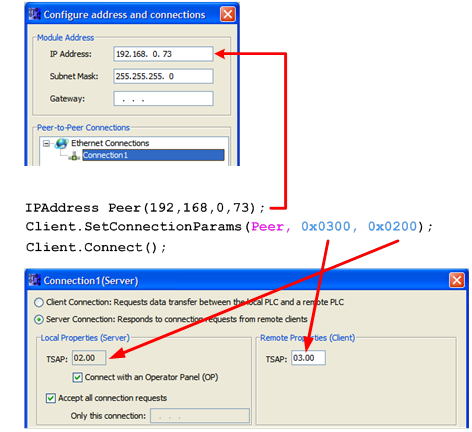 Configure address and connections
Module Address
IP Address: 192.168. 0. 73
Subnet Mask: 255.255.255. 0
Gateway: . . .
Peer-to-Peer Connections
Ethernet Connections
Connection1
IPAddress Peer(192,168,0,73);
Client.SetConnectionParams(Peer, 0x0300, 0x0200);
Client.Connect();
Connection1(Server)
Client Connection: Requests data transfer between the local PLC and a remote PLC
Server Connection: Responds to connection requests from remote clients
Local Properties (Server)
Remote Properties (Client)
TSAP: 02.00
TSAP: 03.00
Connect with an Operator Panel (OP)
Accept all connection requests
Only this connection: . . .